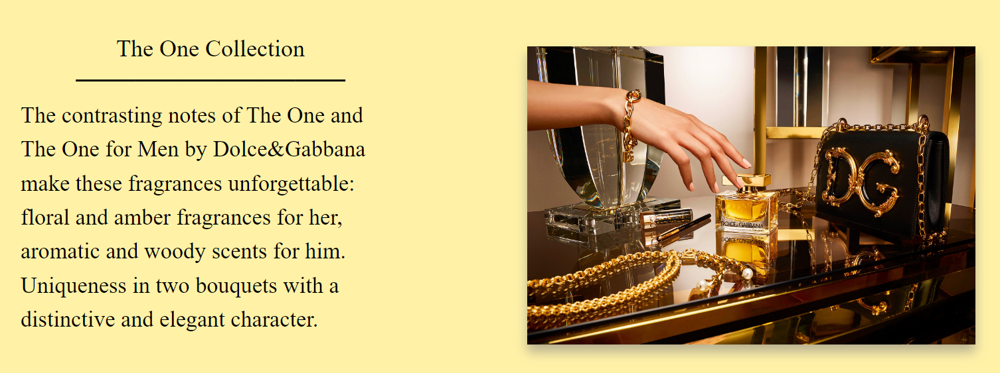 The One Collection
The contrasting notes of The One and
The One for Men by Dolce&Gabbana
make these fragrances unforgettable:
floral and amber fragrances for her,
aromatic and woody scents for him.
Uniqueness in two bouquets with a
distinctive and elegant character.
DG
DOLCE & GABBANA